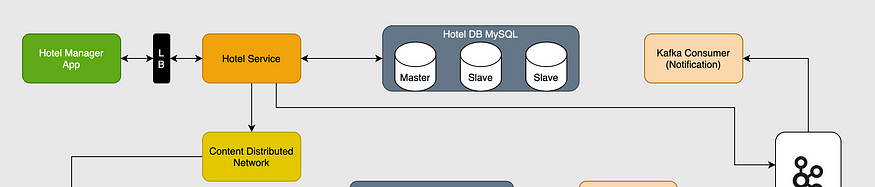 Hotel Manager
App
L
B
Hotel Service
Hotel DB MySQL
Master
Slave
Slave
Kafka Consumer
(Notification)
Content Distributed
Network